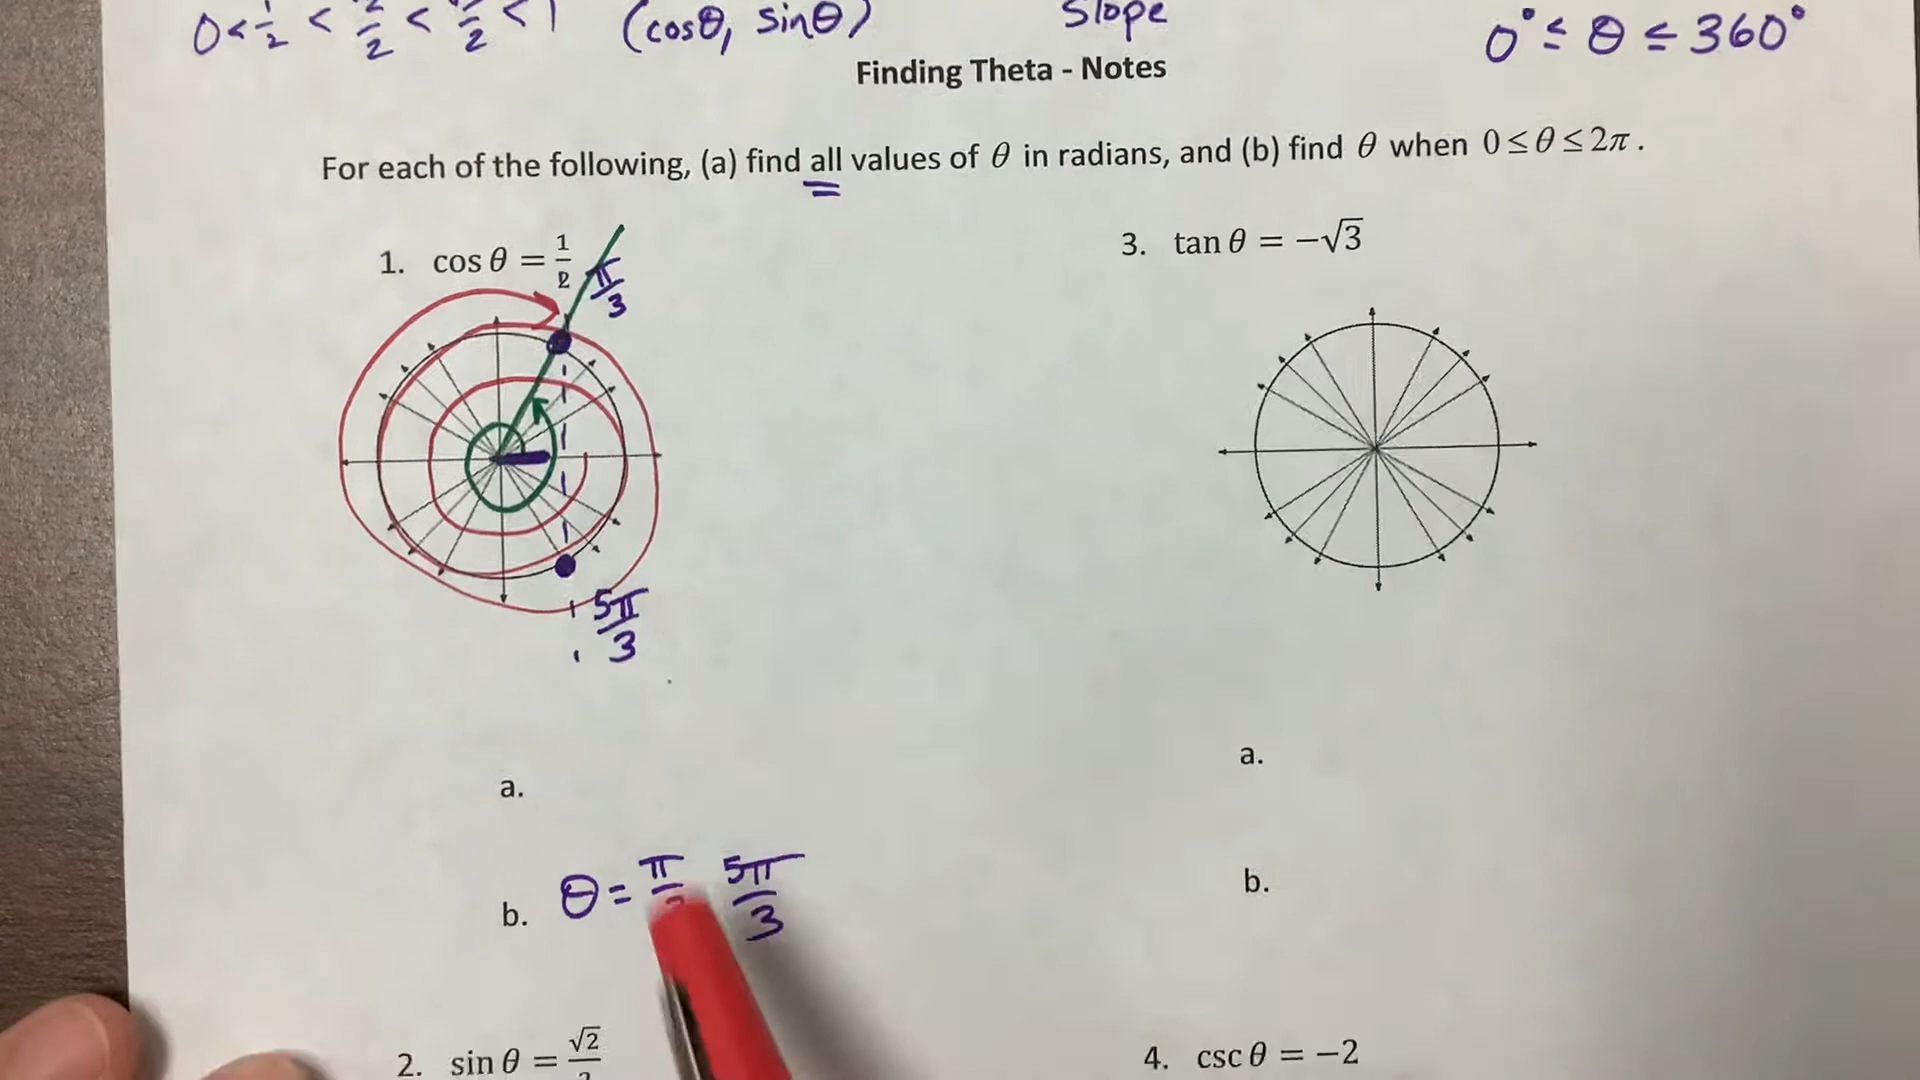 0 < 1/2 < √2/2 < √3/2 < 1 (cosθ, sinθ) Slope 0° ≤ θ ≤ 360°
Finding Theta - Notes
For each of the following, (a) find all values of θ in radians, and (b) find θ when 0 ≤ θ ≤ 2π.
1. cos θ = 1/2
π/3
5π/3
a.
b. θ = π 5π/3
2. sin θ = √2
3. tan θ = −√3
a.
b.
4. csc θ = −2